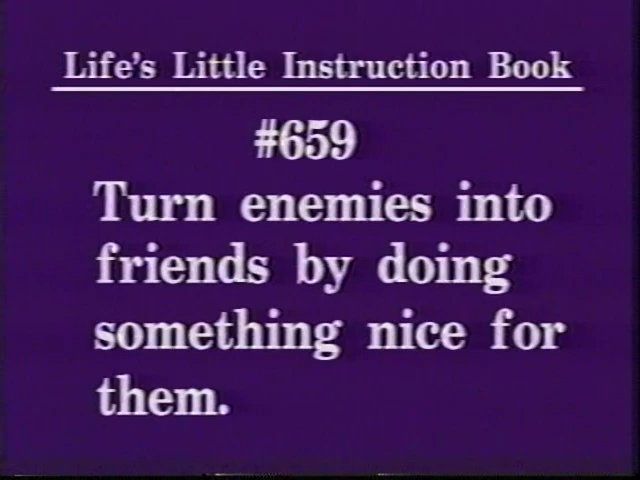 Life's Little Instruction Book
#659
Turn enemies into
friends by doing
something nice for
them.